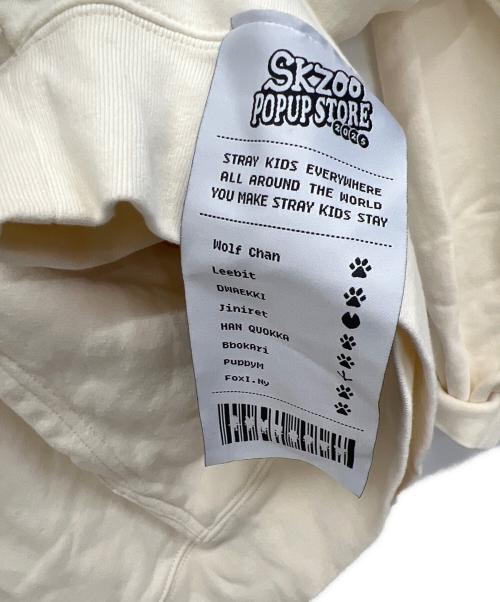 SKZOO
POPUP STORE
2025
STRAY KIDS EVERYWHERE
ALL AROUND THE WORLD
YOU MAKE STRAY KIDS STAY
Wolf Chan
Leebit
DWAEKKI
Jiniret
HAN QUOKKA
BbokAri
PuppyM
FoxI.Ny